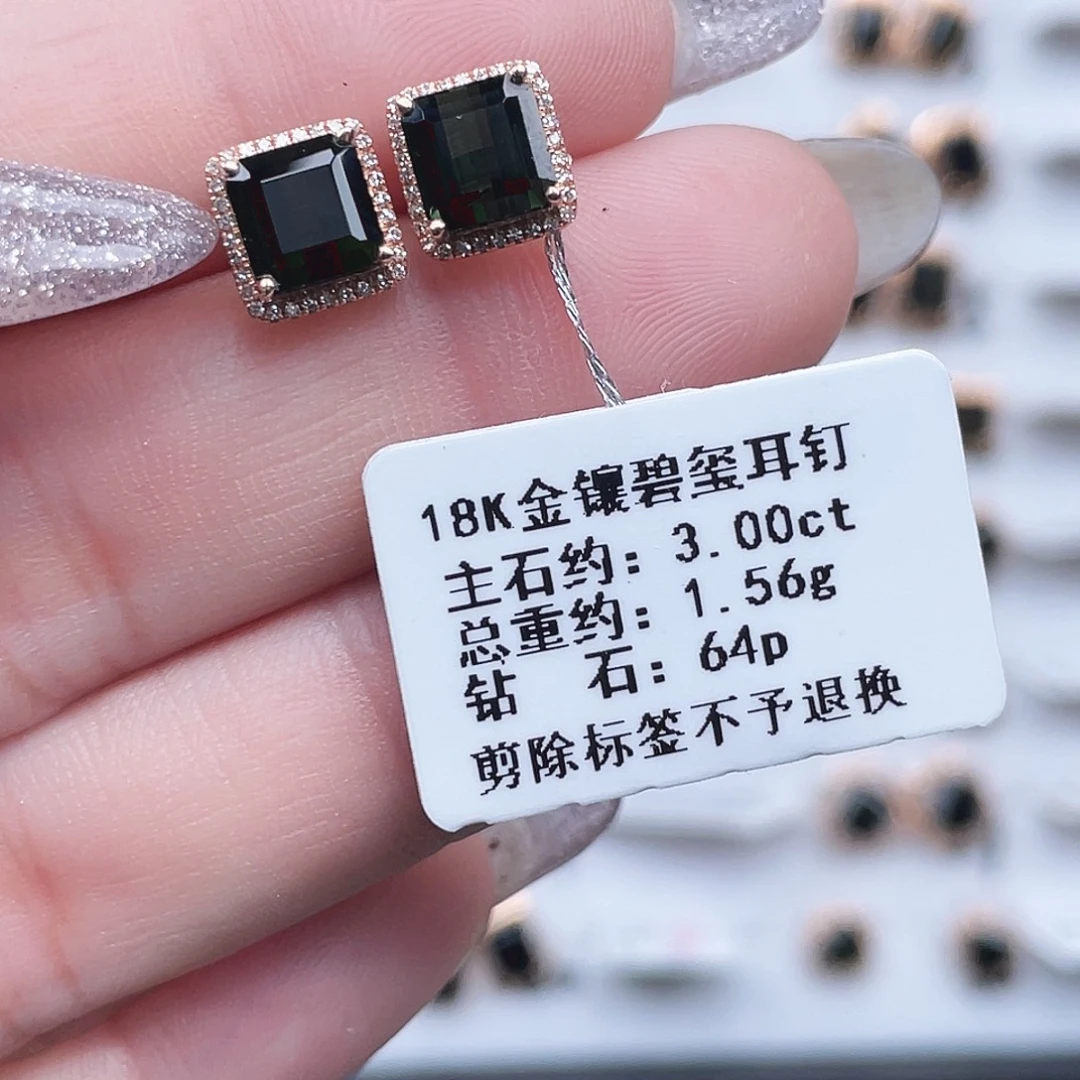 18K金镶碧玺耳钉
主石约: 3.00ct
总重约: 1.56g
钻 石: 64p
剪除标签不予退换